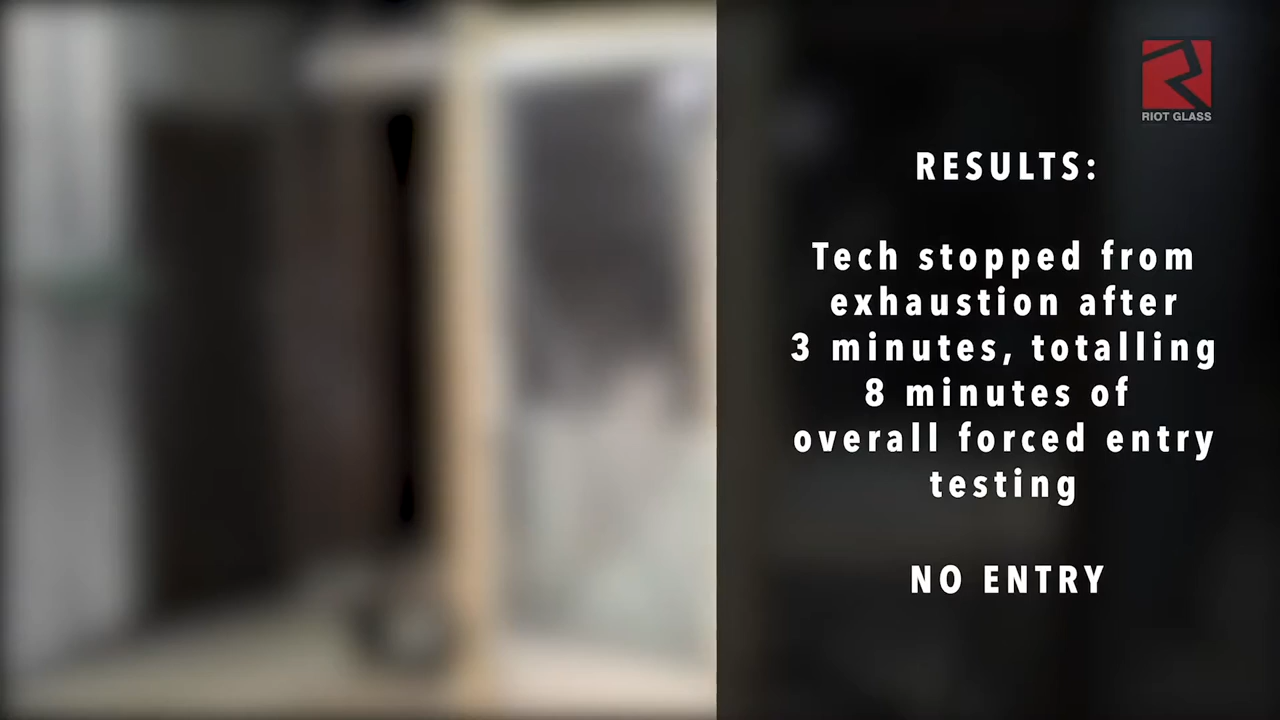 RIOT GLASS
RESULTS:
Tech stopped from
exhaustion after
3 minutes, totalling
8 minutes of
overall forced entry
testing
NO ENTRY